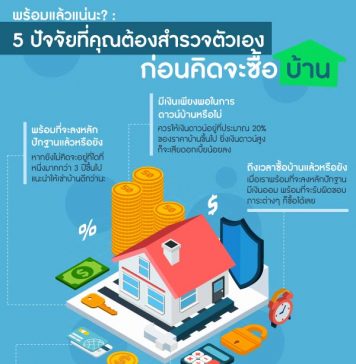 พร้อมแล้วแน่นะ? :
5 ปัจจัยที่คุณต้องสำรวจตัวเอง
ก่อนคิดจะซื้อ บ้าน
มีเงินเพียงพอในการ
ดาวน์บ้านหรือไม่
ควรให้เงินดาวน์อยู่ที่ประมาณ 20%
ของราคาบ้านขึ้นไป ยิ่งเงินดาวน์สูง
ก็จะเสียดอกเบี้ยน้อยลง
พร้อมที่จะลงหลัก
ปักฐานแล้วหรือยัง
หากยังไม่คิดจะอยู่ที่ใดที่
หนึ่งมากกว่า 3 ปีขึ้นไป
แนะนำให้เช่าบ้านดีกว่านะ
ถึงเวลาซื้อบ้านแล้วหรือยัง
เมื่อเราพร้อมที่จะลงหลักปักฐาน
มีเงินออม พร้อมที่จะรับผิดชอบ
ภาระต่างๆ ก็ซื้อได้เลย
%
%